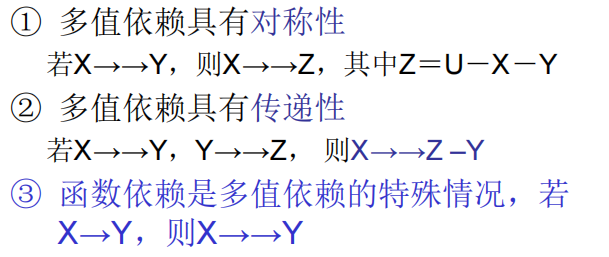 ① 多值依赖具有对称性
若X→→Y，则X→→Z，其中Z＝U－X－Y
② 多值依赖具有传递性
若X→→Y，Y→→Z， 则X→→Z –Y
③ 函数依赖是多值依赖的特殊情况，若
X→Y，则X→→Y